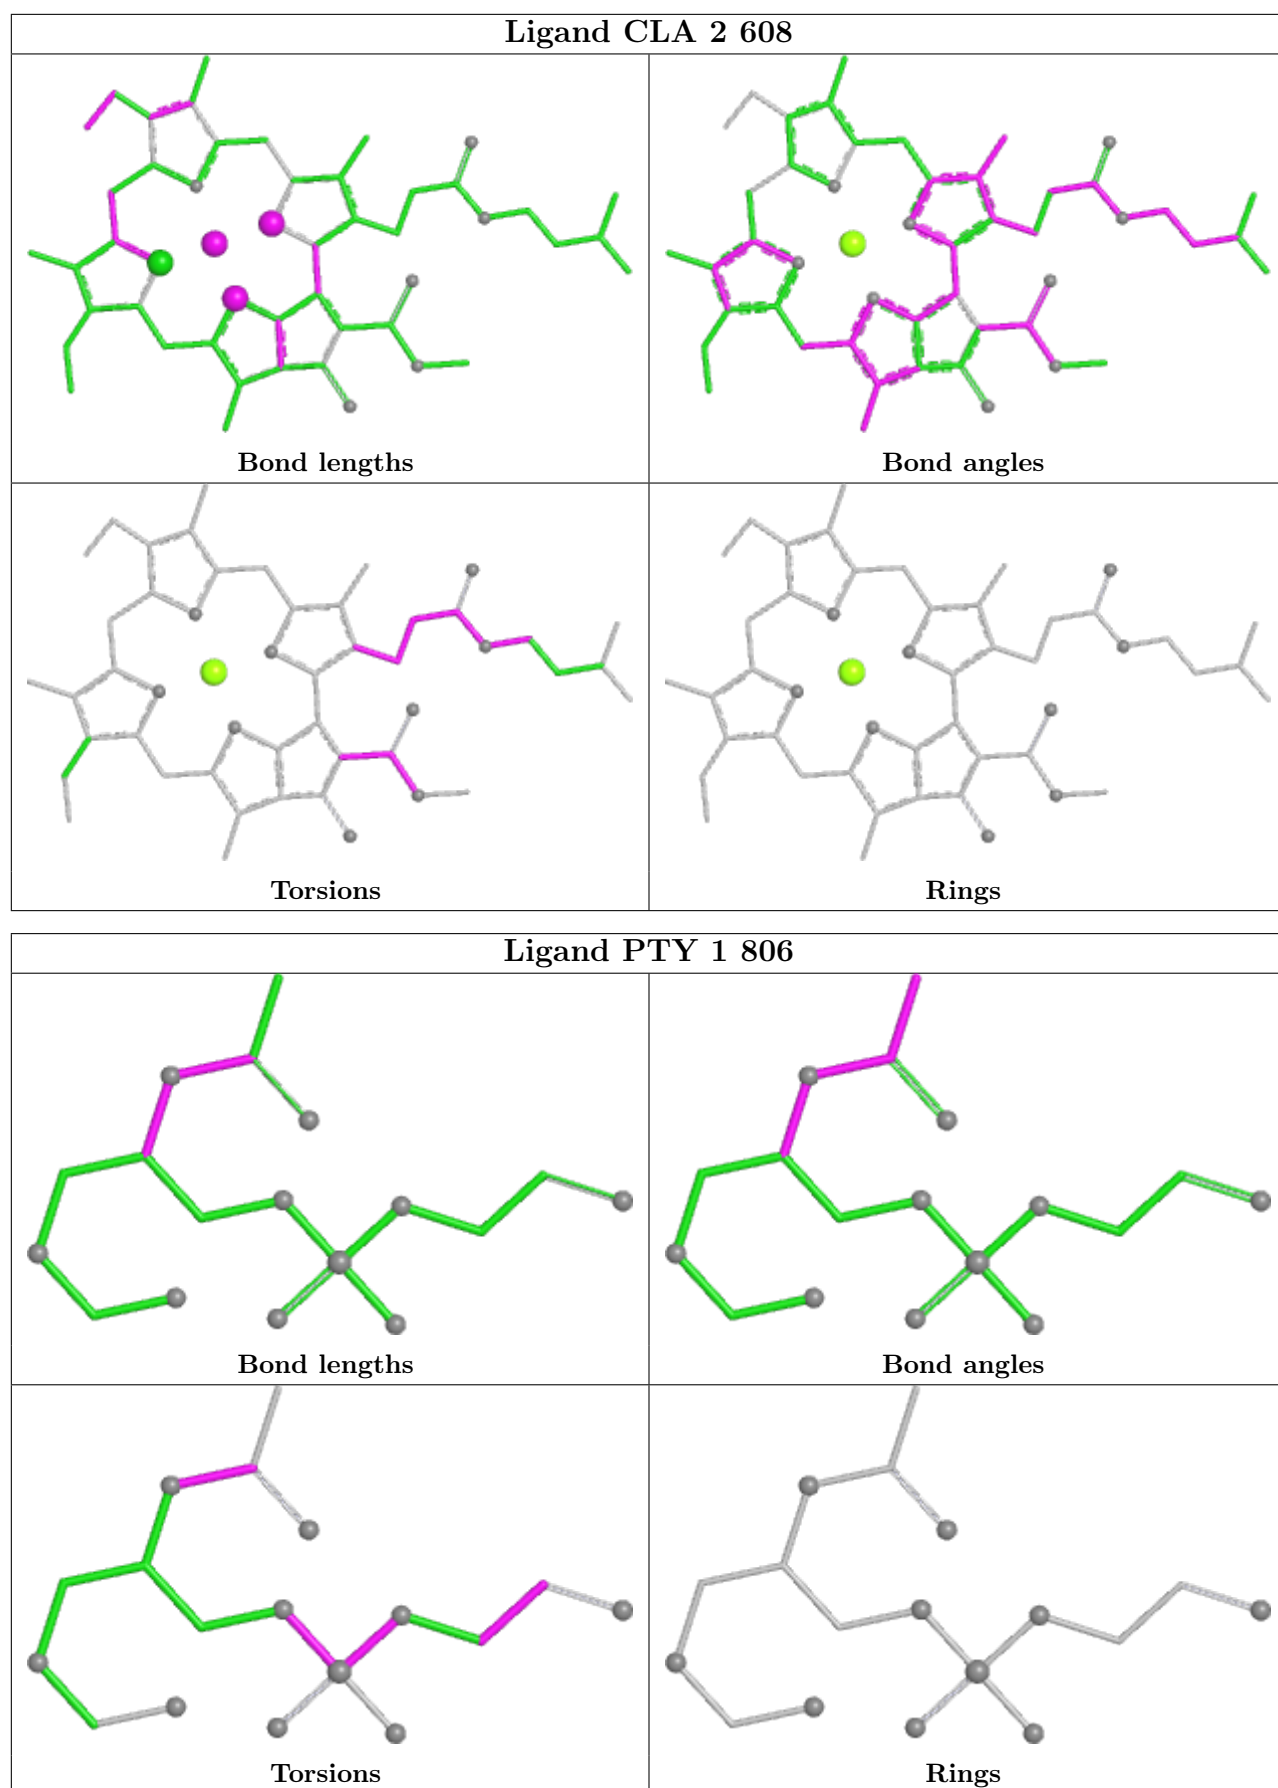 Ligand CLA 2 608
Bond lengths
Bond angles
Torsions
Rings
Ligand PTY 1 806
Bond lengths
Bond angles
Torsions
Rings